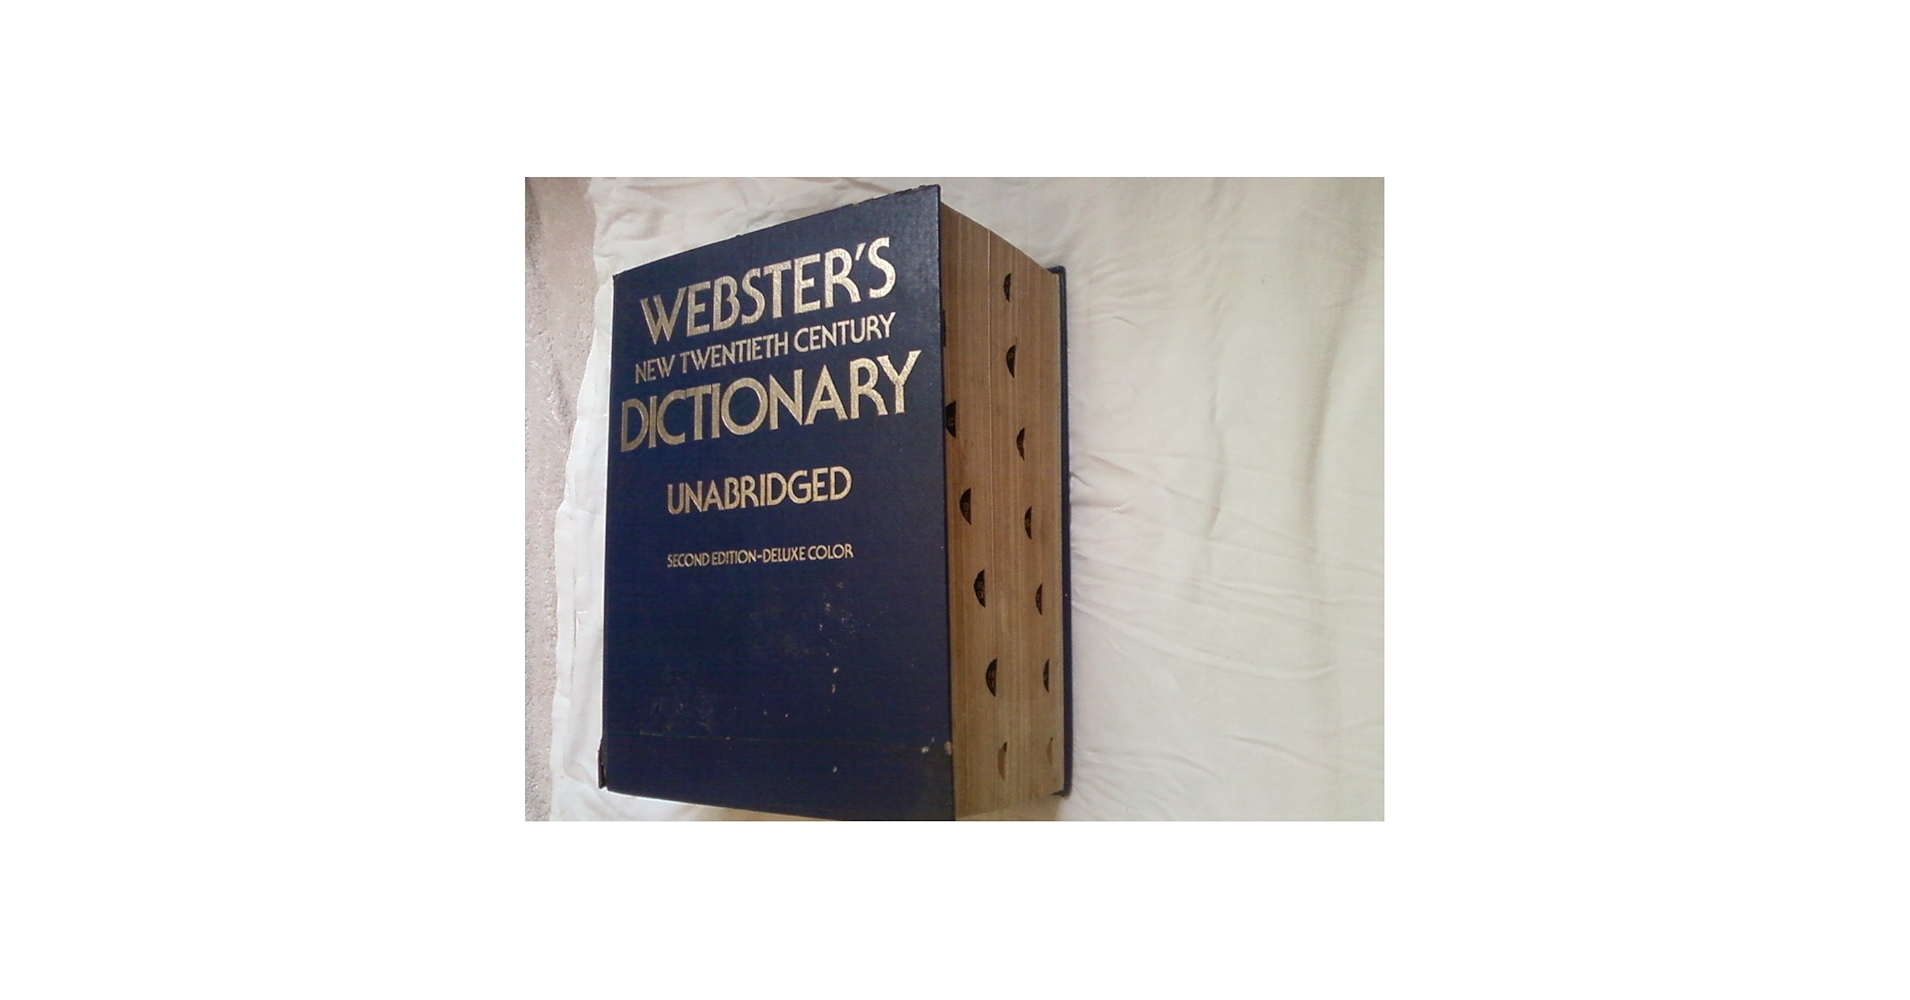 WEBSTER'S
NEW TWENTIETH CENTURY
DICTIONARY
UNABRIDGED
SECOND EDITION-DELUXE COLOR